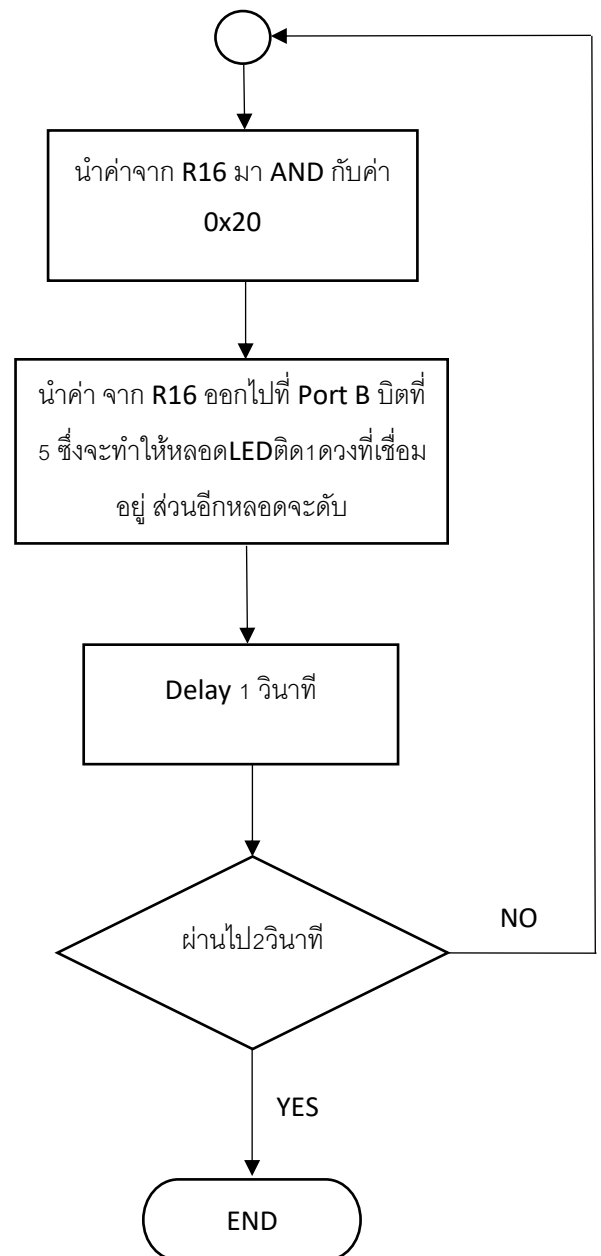 นำค่าจาก R16 มา AND กับค่า
0x20
นำค่า จาก R16 ออกไปที่ Port B บิตที่
5 ซึ่งจะทำให้หลอดLEDติด1ดวงที่เชื่อม
อยู่ ส่วนอีกหลอดจะดับ
Delay 1 วินาที
ผ่านไป2วินาที
NO
YES
END